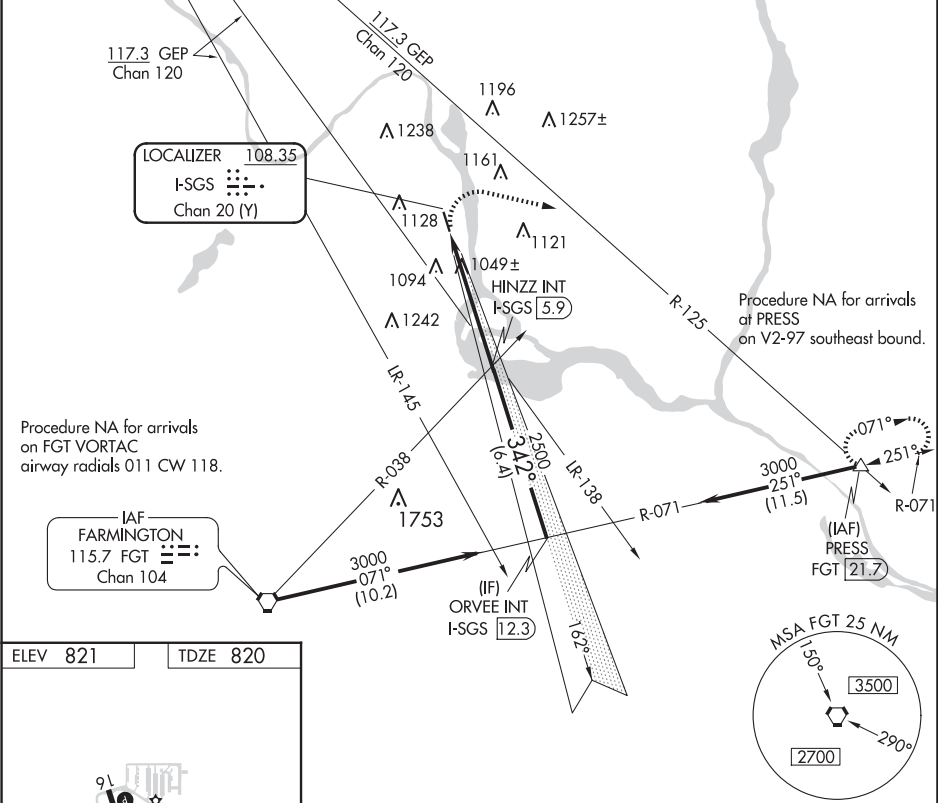 117.3 GEP
Chan 120
117.3 GEP
Chan 120
1196
1257±
1238
LOCALIZER 108.35
I-SGS
Chan 20 (Y)
1161
1128
1121
1094
1049±
HINZZ INT
I-SGS 5.9
1242
R-125
Procedure NA for arrivals
at PRESS
on V2-97 southeast bound.
LR-145
Procedure NA for arrivals
on FGT VORTAC
airway radials 011 CW 118.
R-038
2500
342°
(6.4)
LR-138
071°
251°
3000
251°
(11.5)
R-071
R-071
1753
IAF
FARMINGTON
115.7 FGT
Chan 104
3000
071°
(10.2)
(IAF)
PRESS
FGT 21.7
(IF)
ORVEE INT
I-SGS 12.3
162°
MSA FGT 25 NM
150°
3500
290°
2700
ELEV 821
TDZE 820
16